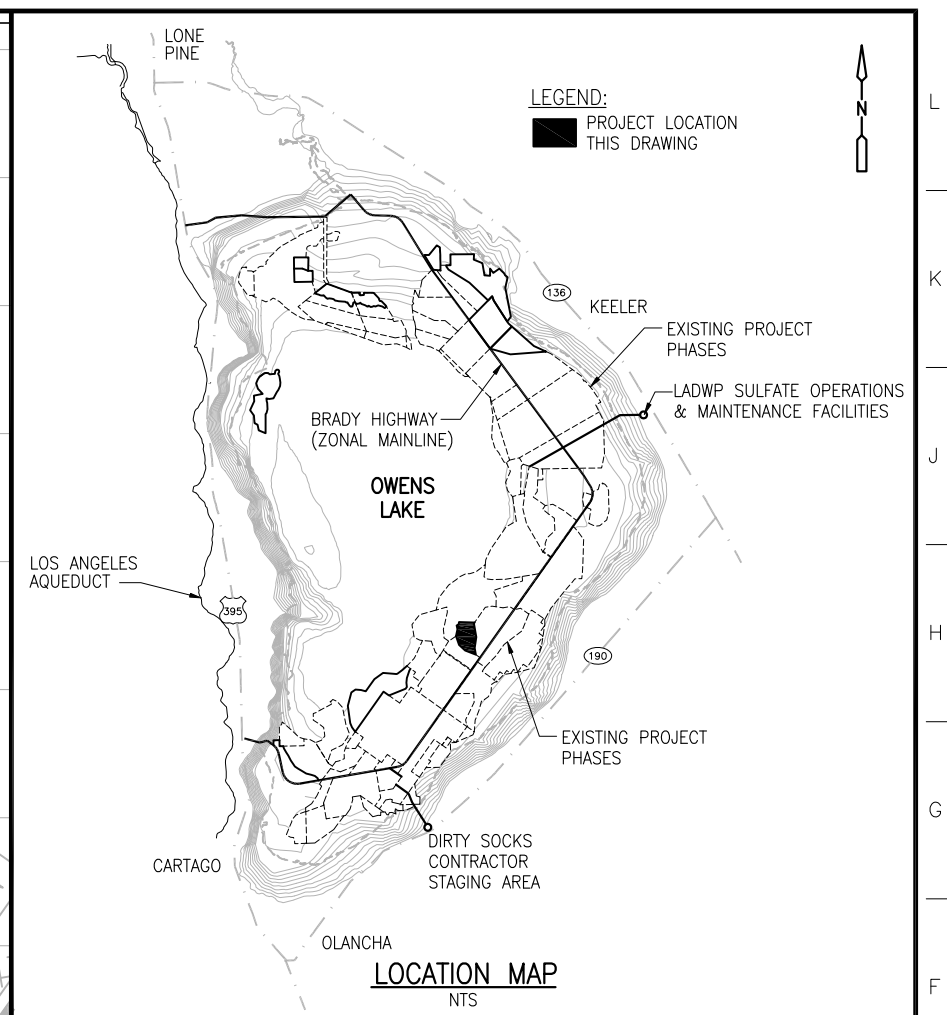 LONE
PINE
LEGEND:
PROJECT LOCATION
THIS DRAWING
N
L
K
136
KEELER
EXISTING PROJECT
PHASES
LADWP SULFATE OPERATIONS
& MAINTENANCE FACILITIES
BRADY HIGHWAY
(ZONAL MAINLINE)
J
OWENS
LAKE
LOS ANGELES
AQUEDUCT
395
H
190
EXISTING PROJECT
PHASES
G
DIRTY SOCKS
CONTRACTOR
STAGING AREA
CARTAGO
OLANCHA
LOCATION MAP
NTS
F